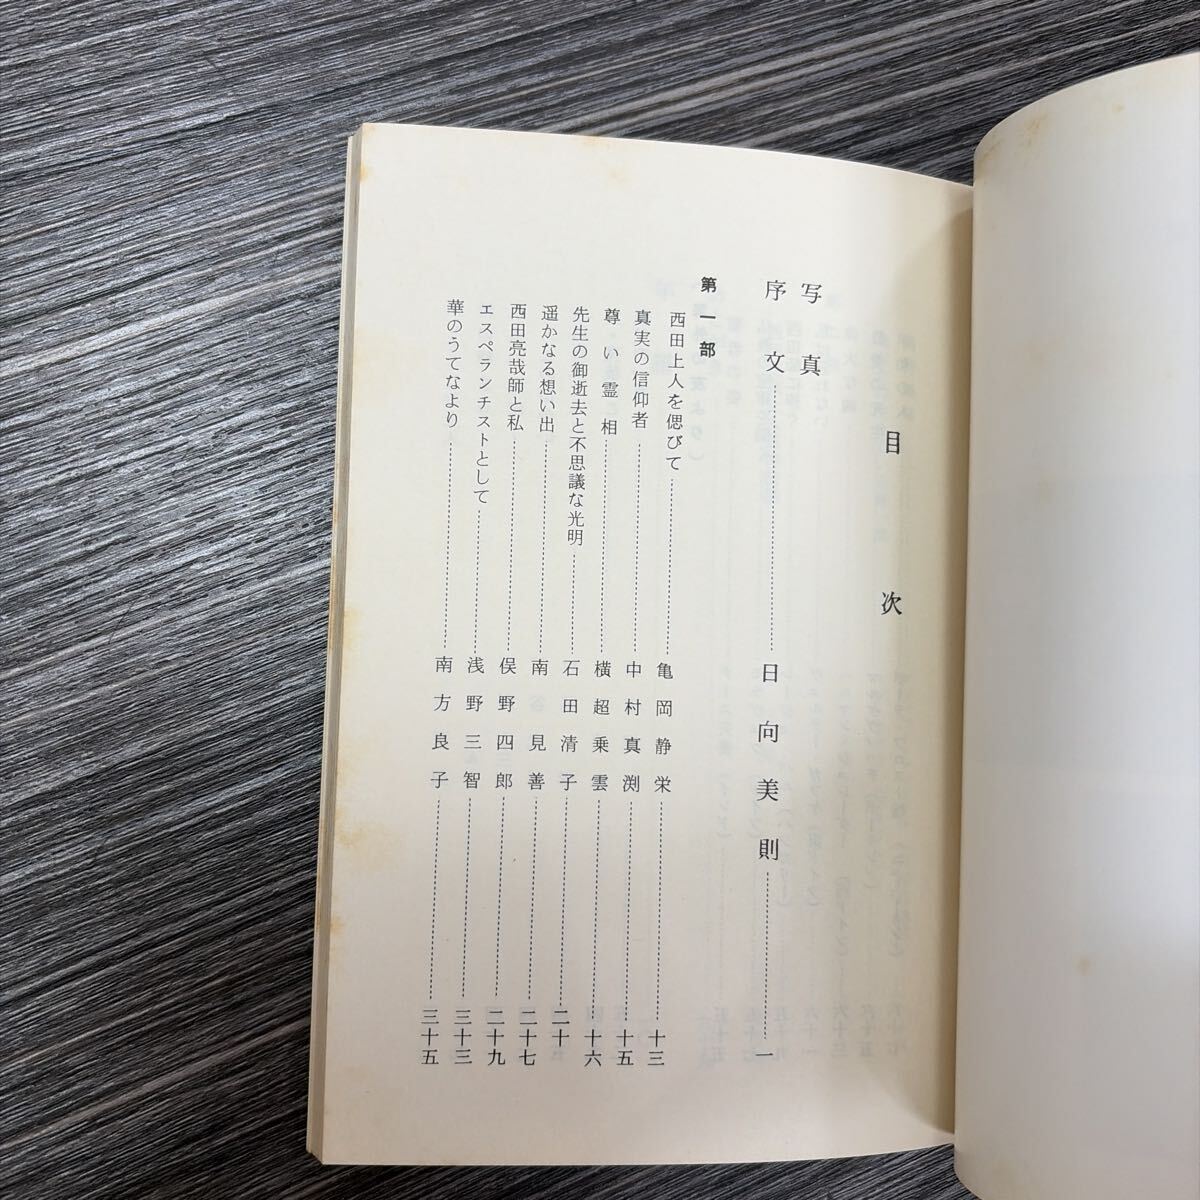 目次
写真
序文 日向美則 一
第一部
西田上人を偲びて 亀岡静栄 十三
真実の信仰者 中村真渕 十五
尊い霊相 横超乗雲 十六
先生の御逝去と不思議な光明 石田清子 二十
遥かなる想い出 南谷見善 二十七
西田亮哉師と私 俣野四郎 二十九
エスペランチストとして 浅野三智 三十三
華のうてなより 南方良子 三十五